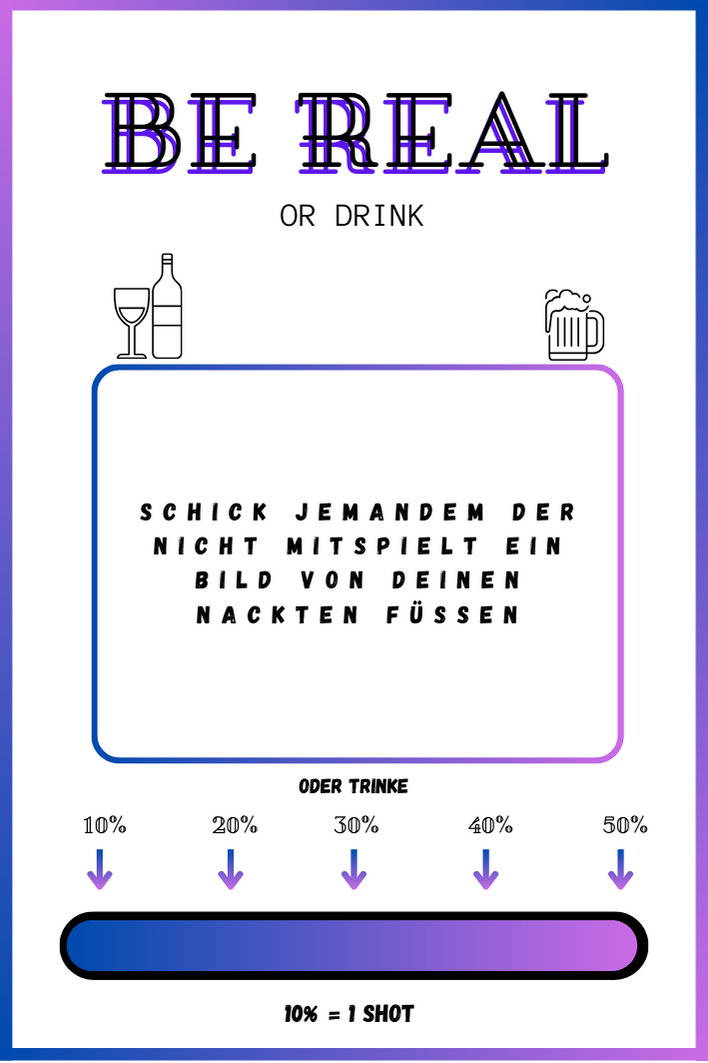 BE REAL
OR DRINK
SCHICK JEMANDEM DER
NICHT MITSPIELT EIN
BILD VON DEINEN
NACKTEN FÜSSEN
ODER TRINKE
10% 20% 30% 40% 50%
10% = 1 SHOT